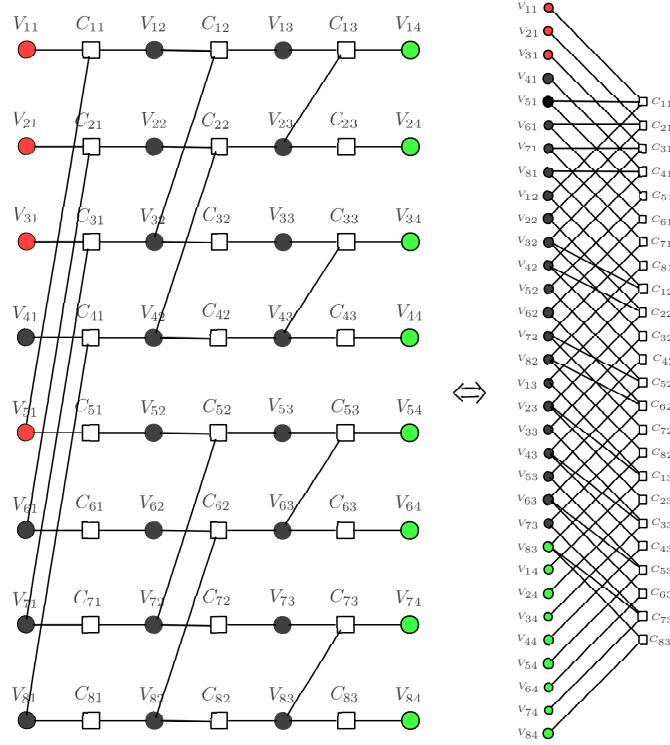 V11 C11 V12 C12 V13 C13 V14
V21 C21 V22 C22 V23 C23 V24
V31 C31 V32 C32 V33 C33 V34
V41 C41 V42 C42 V43 C43 V44
V51 C51 V52 C52 V53 C53 V54
V61 C61 V62 C62 V63 C63 V64
V71 C71 V72 C72 V73 C73 V74
V81 C81 V82 C82 V83 C83 V84
⇔
V11
V21
V31
V41
V51
V61
V71
V81
V12
V22
V32
V42
V52
V62
V72
V82
V13
V23
V33
V43
V53
V63
V73
V83
V14
V24
V34
V44
V54
V64
V74
V84
C11
C21
C31
C41
C51
C61
C71
C81
C12
C22
C32
C42
C52
C62
C72
C82
C13
C23
C33
C43
C53
C63
C73
C83